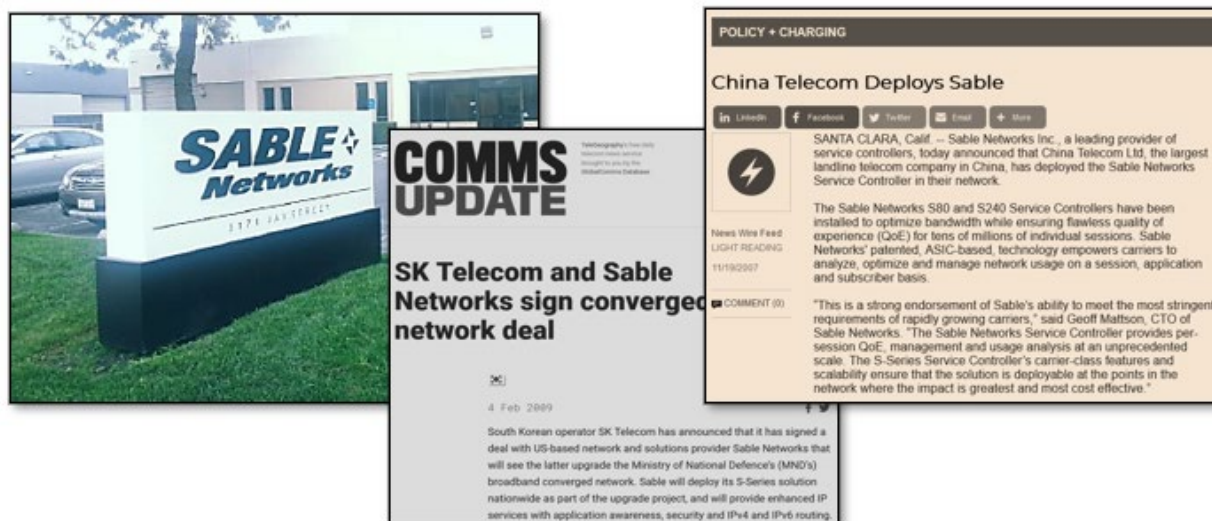 SABLE
Networks
COMMS
UPDATE
TeleGeography's free daily
telecom news service
brought to you by the
GlobalComms Database
SK Telecom and Sable
Networks sign converged
network deal
4 Feb 2009
South Korean operator SK Telecom has announced that it has signed a
deal with US-based network and solutions provider Sable Networks that
will see the latter upgrade the Ministry of National Defence's (MND's)
broadband converged network. Sable will deploy its S-Series solution
nationwide as part of the upgrade project, and will provide enhanced IP
services with application awareness, security and IPv4 and IPv6 routing.
POLICY + CHARGING
China Telecom Deploys Sable
LinkedIn
Facebook
Twitter
Email
More
News Wire Feed
LIGHT READING
11/19/2007
COMMENT (0)
SANTA CLARA, Calif. -- Sable Networks Inc., a leading provider of
service controllers, today announced that China Telecom Ltd, the largest
landline telecom company in China, has deployed the Sable Networks
Service Controller in their network.
The Sable Networks S80 and S240 Service Controllers have been
installed to optimize bandwidth while ensuring flawless quality of
experience (QoE) for tens of millions of individual sessions. Sable
Networks' patented, ASIC-based, technology empowers carriers to
analyze, optimize and manage network usage on a session, application
and subscriber basis.
"This is a strong endorsement of Sable's ability to meet the most stringent
requirements of rapidly growing carriers," said Geoff Mattson, CTO of
Sable Networks. "The Sable Networks Service Controller provides per-
session QoE, management and usage analysis at an unprecedented
scale. The S-Series Service Controller's carrier-class features and
scalability ensure that the solution is deployable at the points in the
network where the impact is greatest and most cost effective."